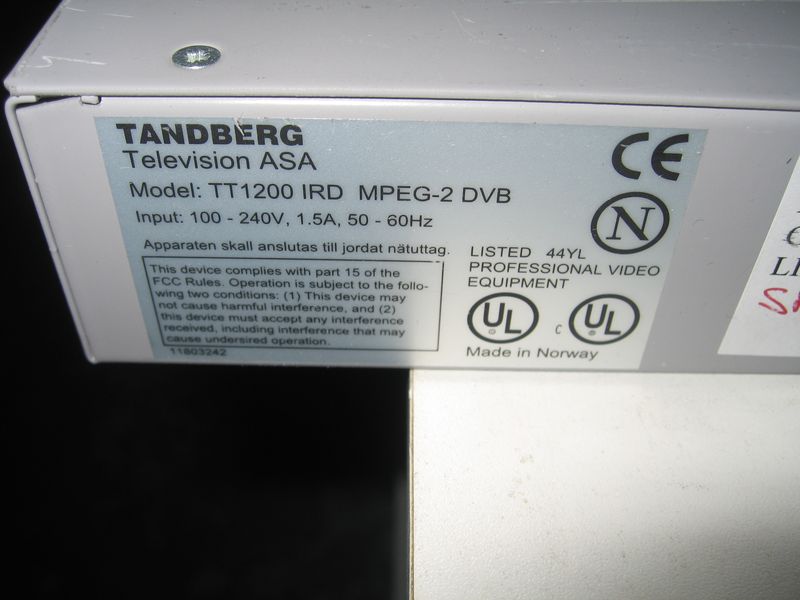 TANDBERG
Television ASA
Model: TT1200 IRD MPEG-2 DVB
Input: 100 - 240V, 1.5A, 50 - 60Hz
Apparaten skall anslutas till jordat nätuttag.
This device complies with part 15 of the
FCC Rules. Operation is subject to the follo-
wing two conditions: (1) This device may
not cause harmful interference, and (2)
this device must accept any interference
received, including interference that may
cause undersired operation.
11803242
CE
N
LISTED 44YL
PROFESSIONAL VIDEO
EQUIPMENT
UL c UL
Made in Norway